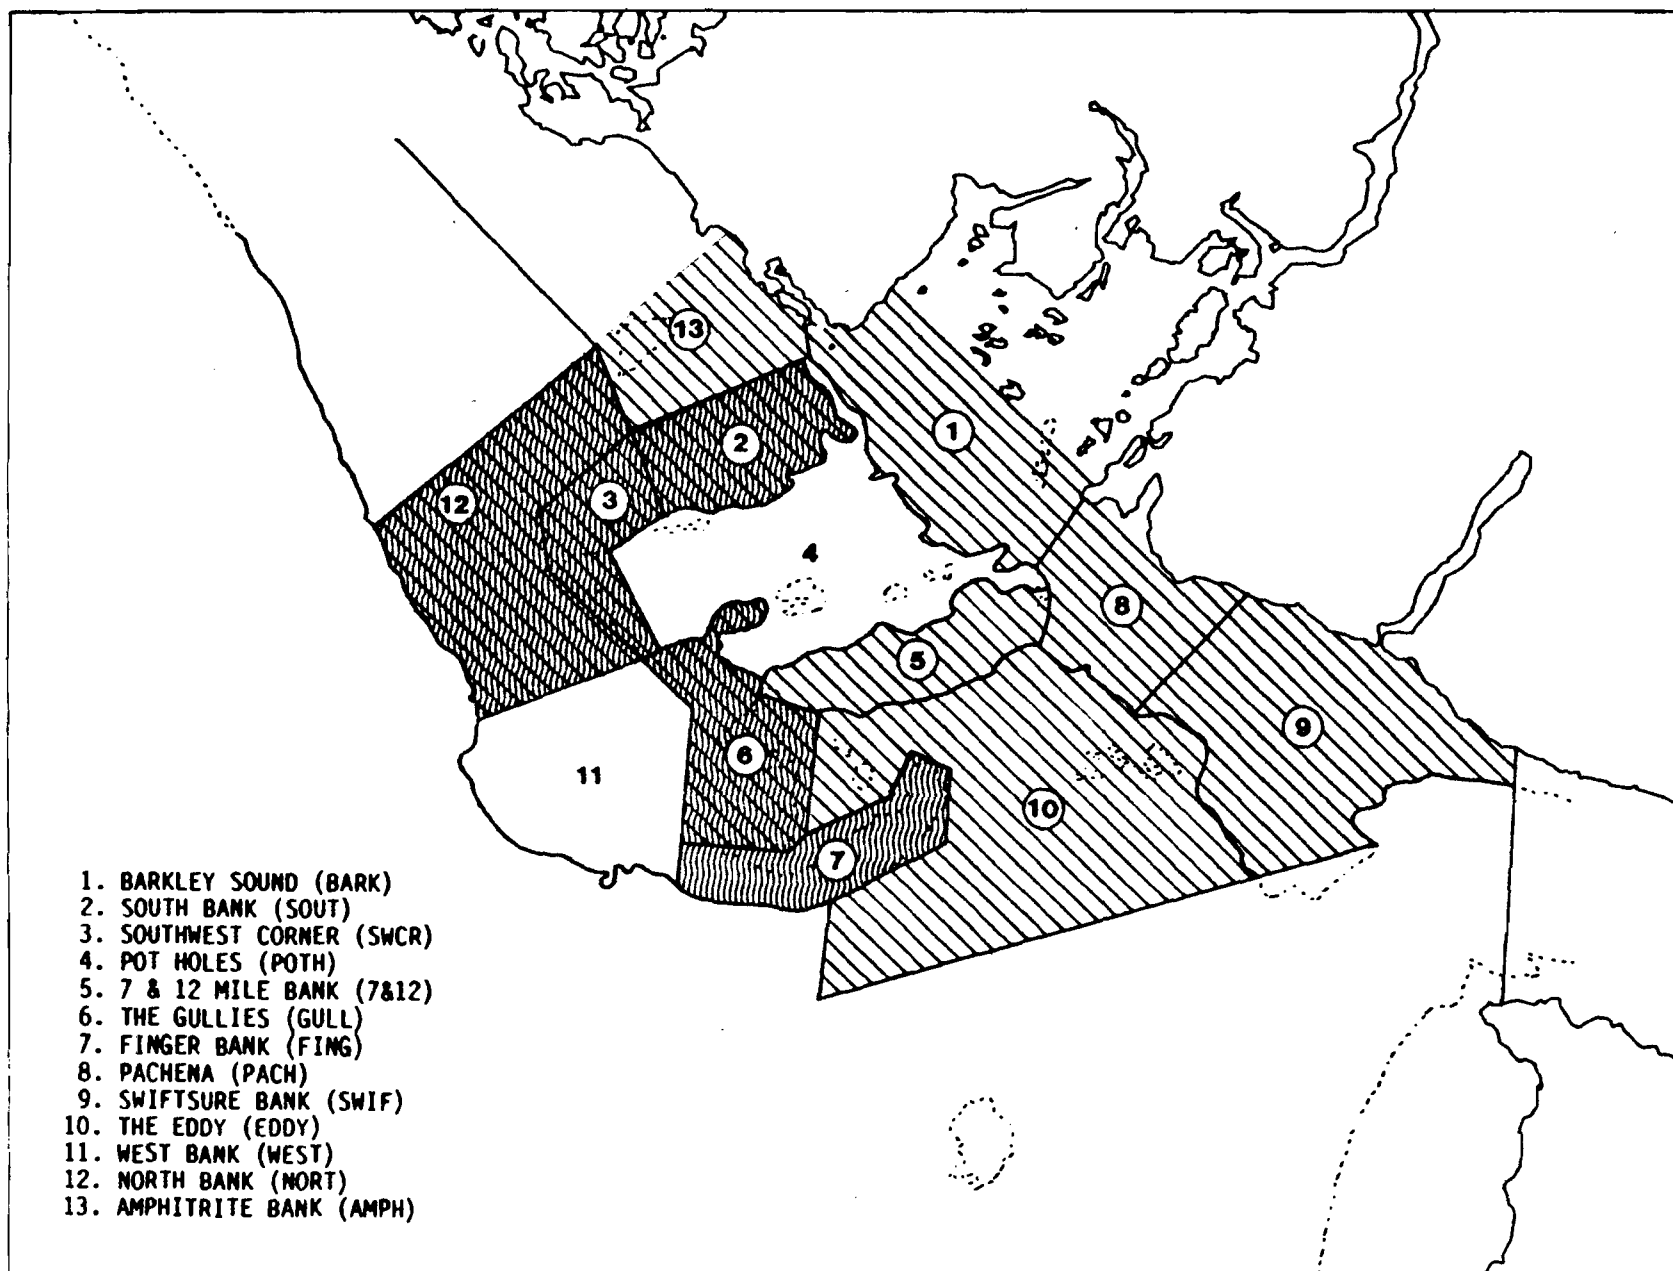 13
1
2
3
12
4
8
5
9
6
11
10
7
1. BARKLEY SOUND (BARK)
2. SOUTH BANK (SOUT)
3. SOUTHWEST CORNER (SWCR)
4. POT HOLES (POTH)
5. 7 & 12 MILE BANK (7&12)
6. THE GULLIES (GULL)
7. FINGER BANK (FING)
8. PACHENA (PACH)
9. SWIFTSURE BANK (SWIF)
10. THE EDDY (EDDY)
11. WEST BANK (WEST)
12. NORTH BANK (NORT)
13. AMPHITRITE BANK (AMPH)